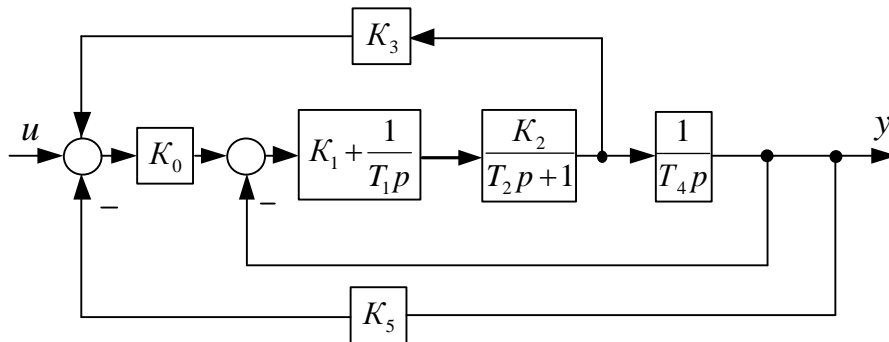 K₃
u
K₀
K₁ + 1/(T₁p)
K₂/(T₂p + 1)
1/(T₄p)
y
−
−
K₅